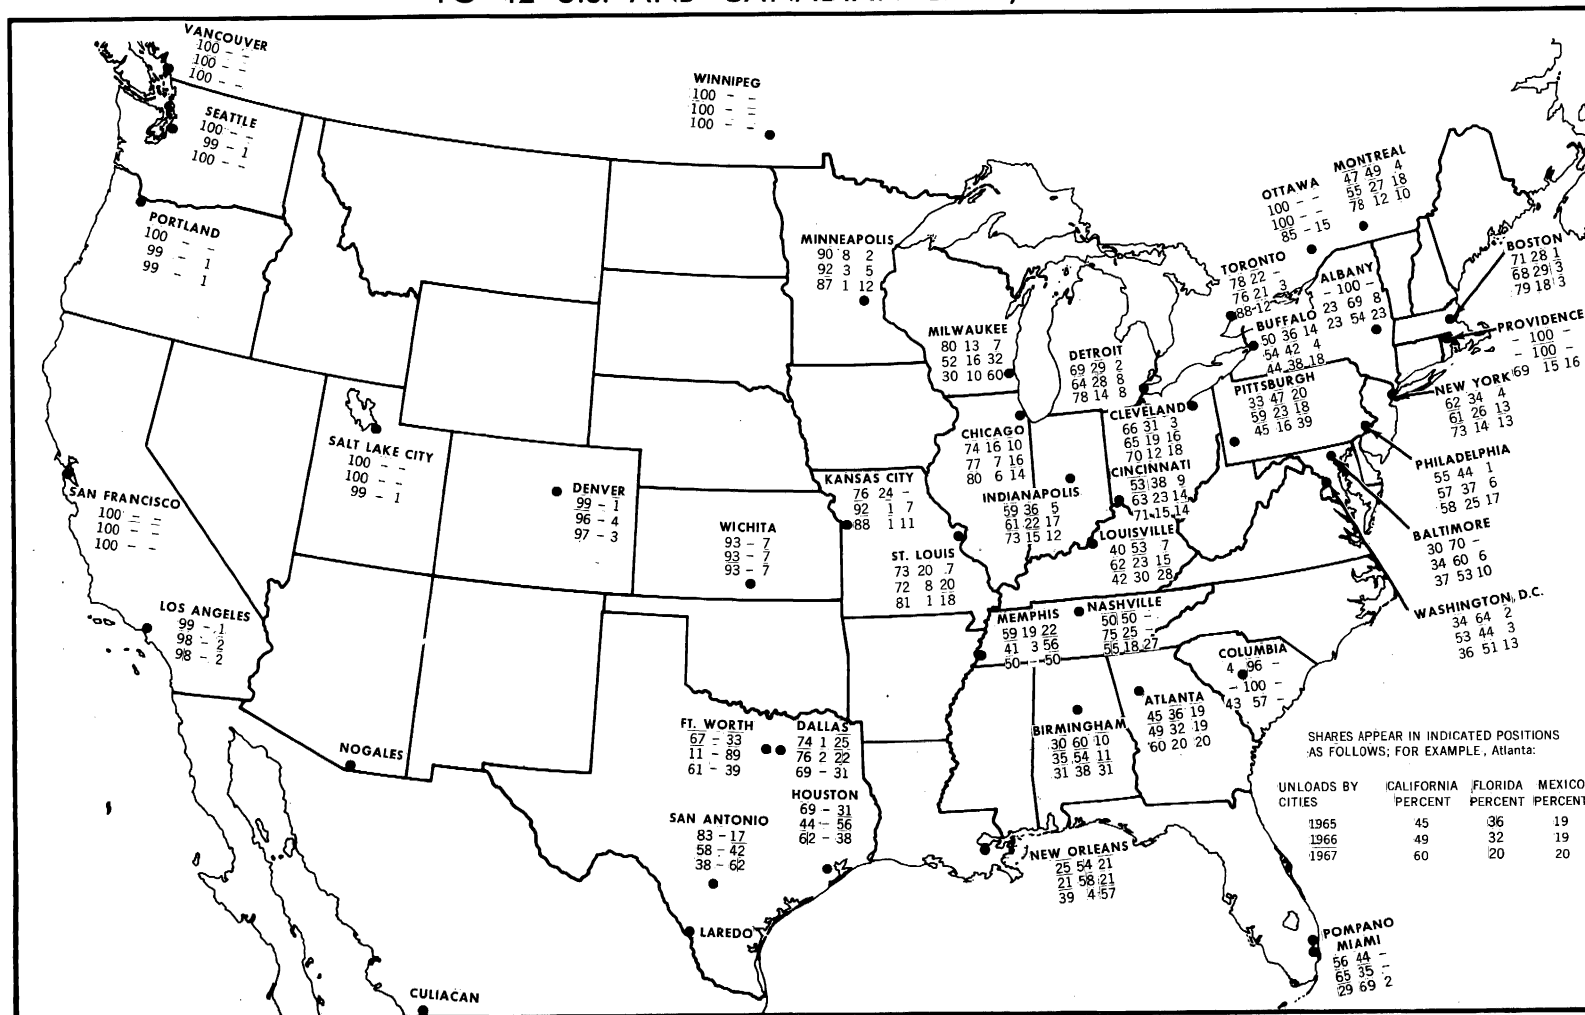 VANCOUVER
100 - -
100 - -
100 - -
WINNIPEG
100 - -
100 - -
100 - -
SEATTLE
100 - -
99 - 1
100 - -
PORTLAND
100 - -
99 - 1
99 - 1
MINNEAPOLIS
90 8 2
92 3 5
87 1 12
MONTREAL
47 49 4
55 27 18
78 12 10
OTTAWA
100 - -
100 - -
85 - 15
TORONTO
78 22 -
76 21 3
88 12 -
ALBANY
- 100 -
23 69 8
23 54 23
BOSTON
71 28 1
68 29 3
79 18 3
BUFFALO
50 36 14
54 42 4
44 38 18
PROVIDENCE
- 100 -
- 100 -
69 15 16
MILWAUKEE
80 13 7
52 16 32
30 10 60
DETROIT
69 29 2
64 28 8
78 14 8
PITTSBURGH
33 47 20
59 23 18
45 16 39
NEW YORK
62 34 4
61 26 13
73 14 13
CLEVELAND
66 31 3
65 19 16
70 12 18
CHICAGO
74 16 10
77 7 16
80 6 14
SALT LAKE CITY
100 - -
100 - -
99 - 1
PHILADELPHIA
55 44 1
57 37 6
58 25 17
CINCINNATI
53 38 9
63 23 14
71 15 14
KANSAS CITY
76 24 -
92 1 7
88 1 11
INDIANAPOLIS
59 36 5
61 22 17
73 15 12
SAN FRANCISCO
100 - -
100 - -
100 - -
DENVER
99 - 1
96 - 4
97 - 3
WICHITA
93 - 7
93 - 7
93 - 7
BALTIMORE
30 70 -
34 60 6
37 53 10
LOUISVILLE
40 53 7
62 23 15
42 30 28
ST. LOUIS
73 20 7
72 8 20
81 1 18
WASHINGTON, D.C.
34 64 2
53 44 3
36 51 13
LOS ANGELES
99 - 1
98 - 2
98 - 2
MEMPHIS
59 19 22
41 3 56
50 - 50
NASHVILLE
50 50 -
75 25 -
55 18 27
COLUMBIA
4 96 -
- 100 -
43 57 -
ATLANTA
45 36 19
49 32 19
60 20 20
FT. WORTH
67 - 33
11 - 89
61 - 39
DALLAS
74 1 25
76 2 22
69 - 31
BIRMINGHAM
30 60 10
35 54 11
31 38 31
NOGALES
HOUSTON
69 - 31
44 - 56
62 - 38
SAN ANTONIO
83 - 17
58 - 42
38 - 62
NEW ORLEANS
25 54 21
21 58 21
39 4 57
SHARES APPEAR IN INDICATED POSITIONS
AS FOLLOWS; FOR EXAMPLE, Atlanta:
UNLOADS BY CALIFORNIA FLORIDA MEXICO
CITIES PERCENT PERCENT PERCENT
1965 45 36 19
1966 49 32 19
1967 60 20 20
LAREDO
POMPANO
MIAMI
56 44 -
65 35 -
29 69 2
CULIACAN